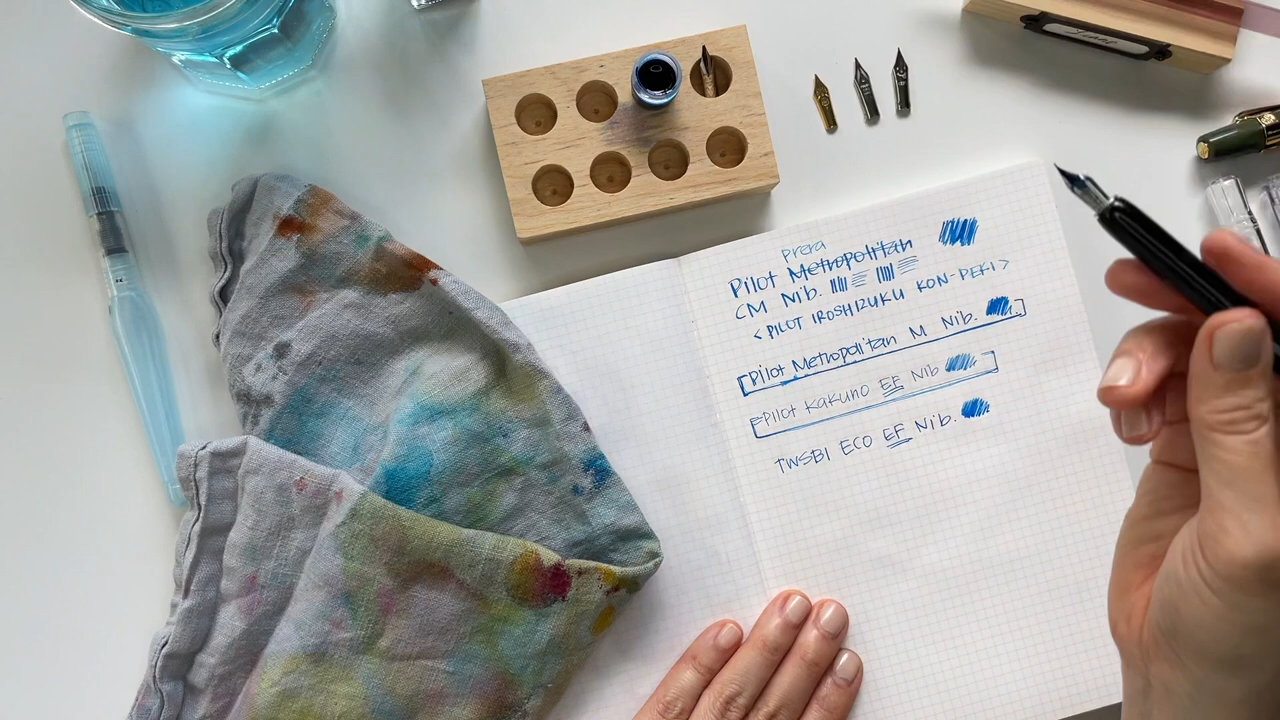 prera
Pilot Metropolitan
CM Nib.
<PILOT IROSHIZUKU KON-PEKI>
Pilot Metropolitan M Nib.
Pilot Kakuno EF Nib
TWSBI ECO EF Nib.